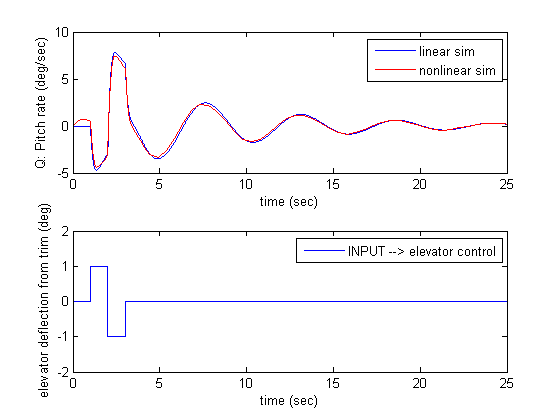 10
5
0
-5
Q: Pitch rate (deg/sec)
linear sim
nonlinear sim
0 5 10 15 20 25
time (sec)
2
1
0
-1
-2
elevator deflection from trim (deg)
INPUT --> elevator control
0 5 10 15 20 25
time (sec)